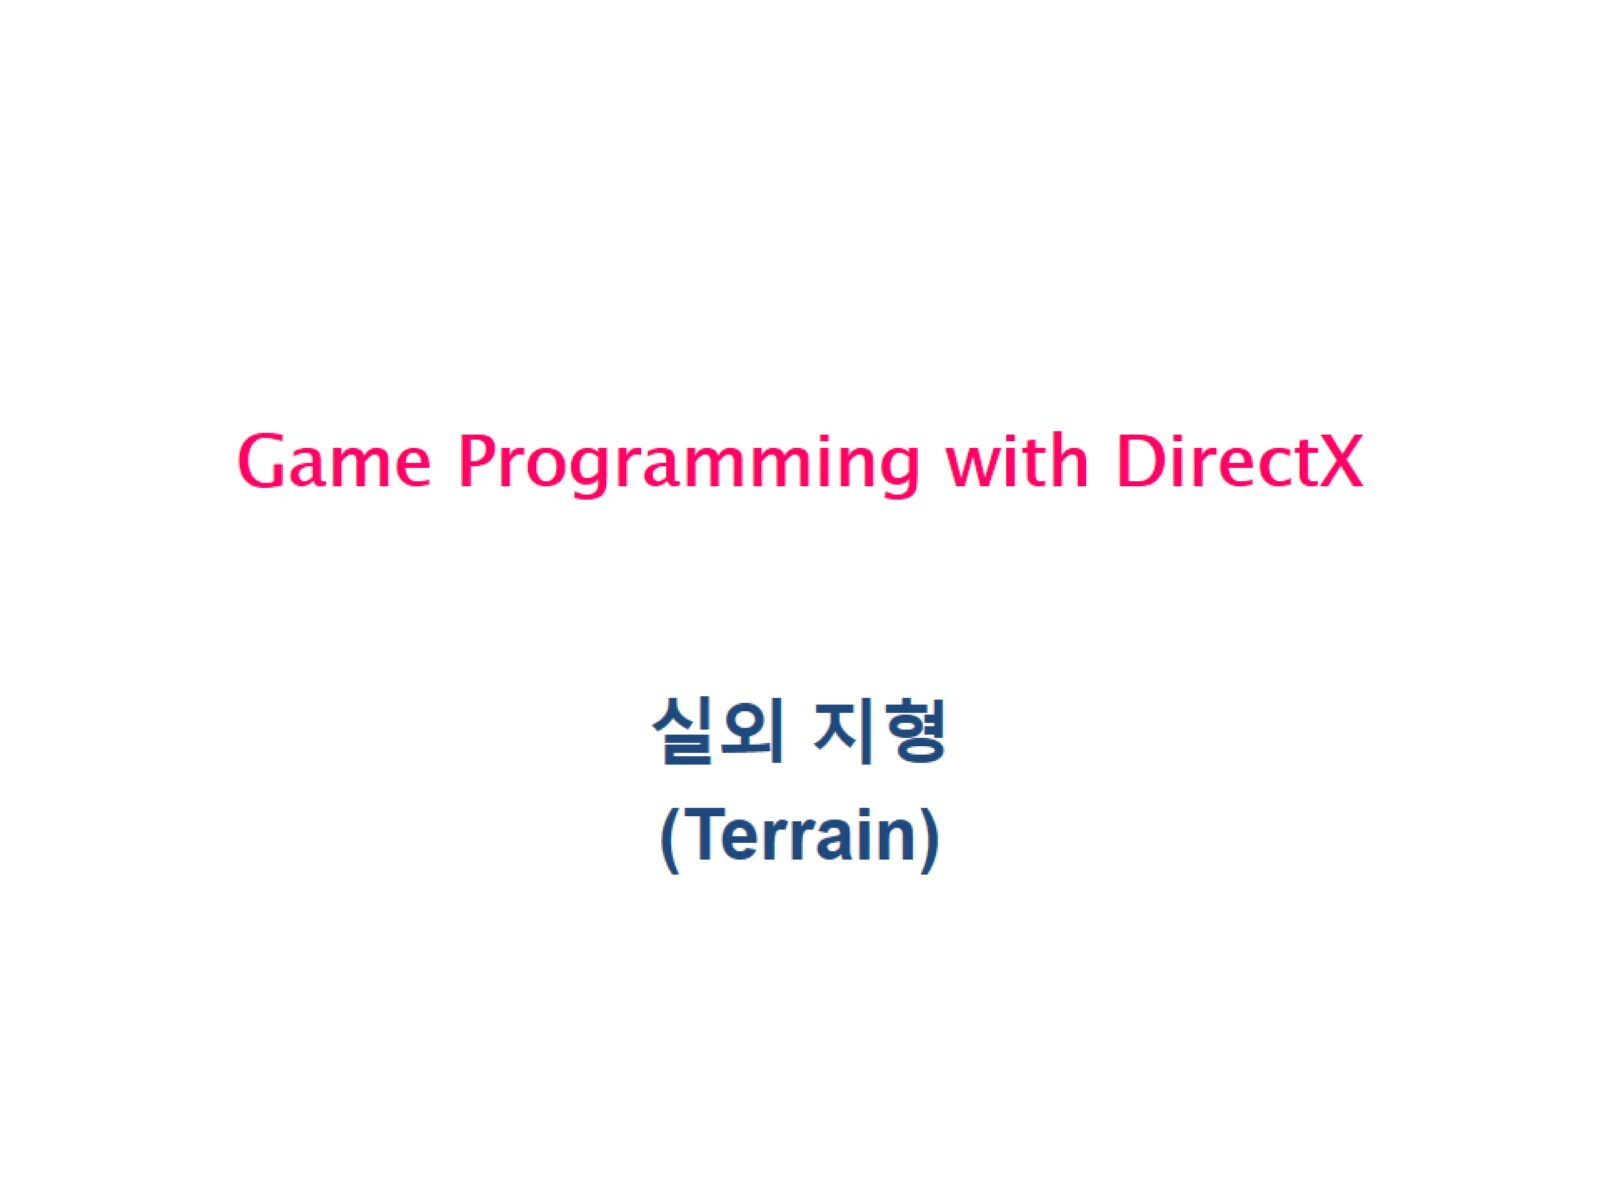 Game Programming with DirectX
실외 지형
(Terrain)